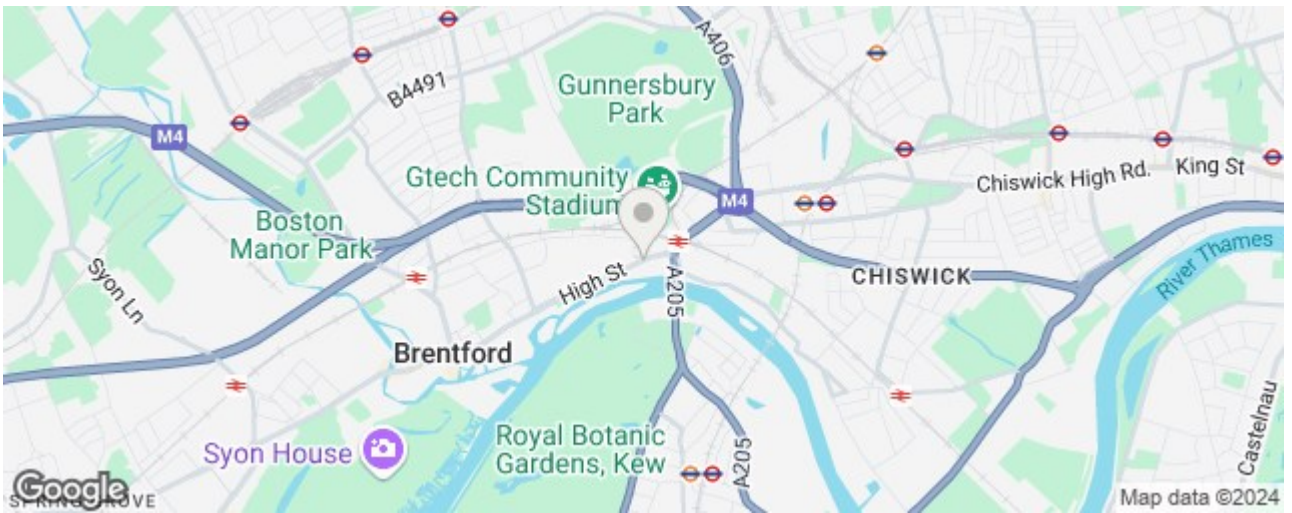 A406
B4491
Gunnersbury
Park
M4
Gtech Community
Stadium
Chiswick High Rd.
King St
M4
Boston
Manor Park
River Thames
Syon Ln
High St
A205
CHISWICK
Brentford
Castelnau
Royal Botanic
Gardens, Kew
A205
Syon House
Google
SPRING GROVE
Map data ©2024